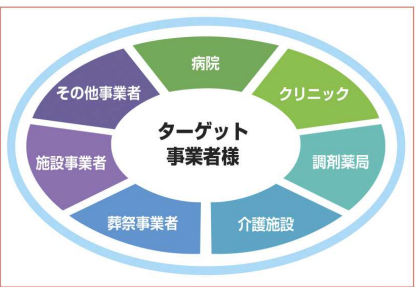 ターゲット
事業者様
病院
クリニック
調剤薬局
介護施設
葬祭事業者
施設事業者
その他事業者